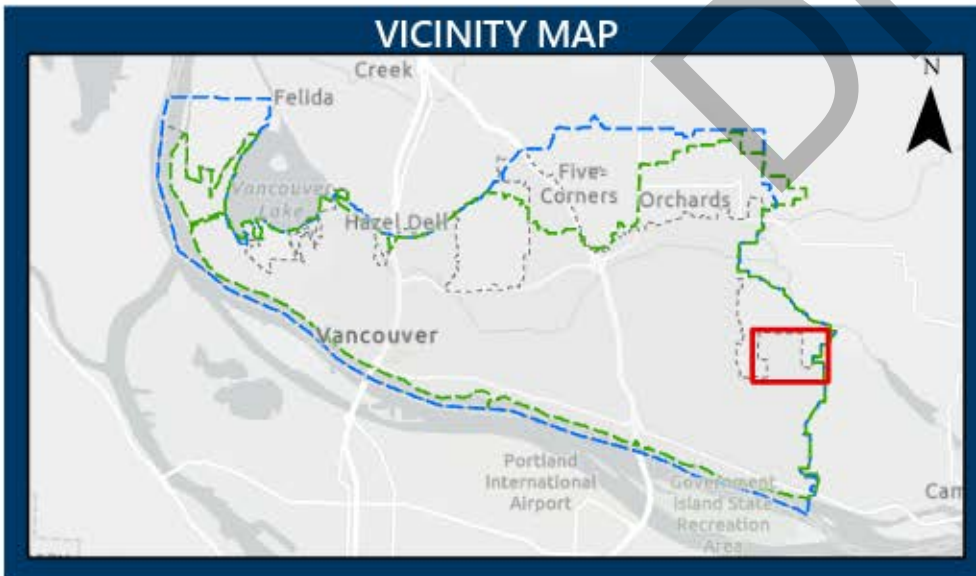 VICINITY MAP
Creek
N
Felida
Vancouver
Lake
Five
Corners
Orchards
Hazel Dell
Vancouver
Portland
International
Airport
Government
Island State
Recreation
Area
Cam